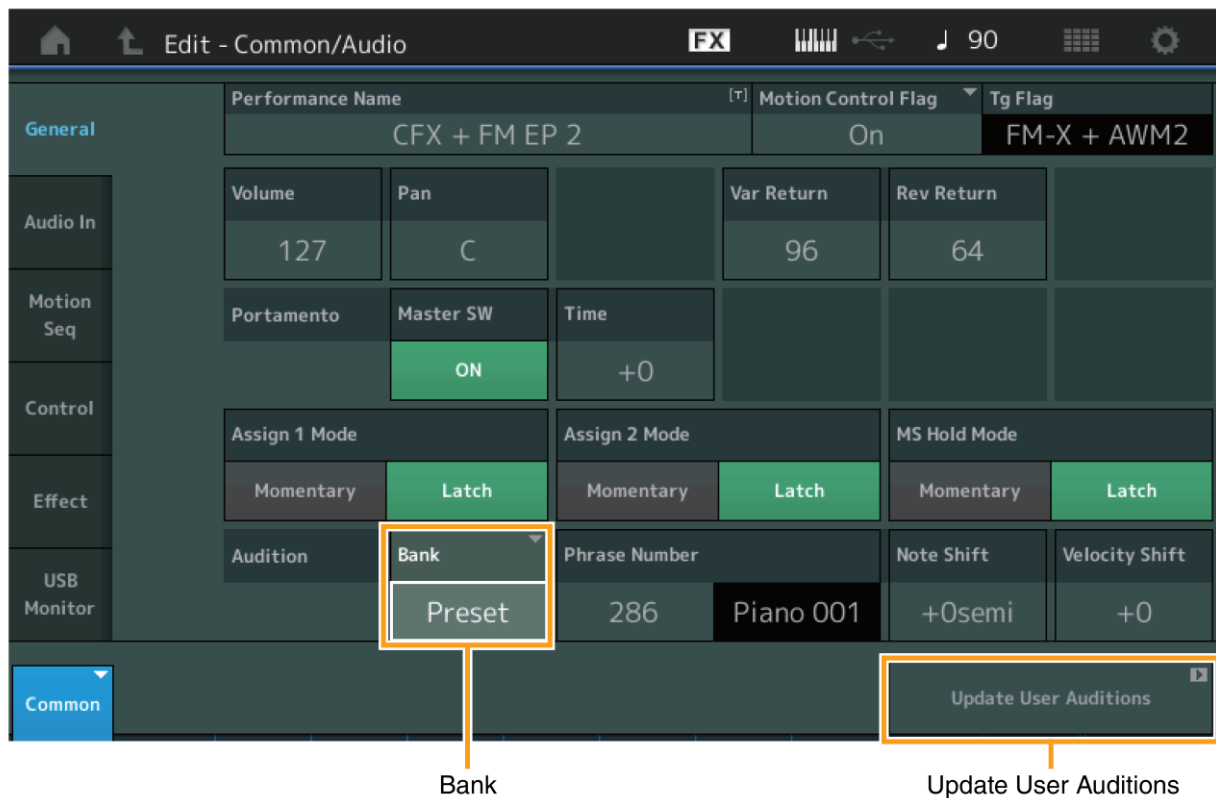 Edit - Common/Audio FX 90
Performance Name [T] Motion Control Flag Tg Flag
General
CFX + FM EP 2 On FM-X + AWM2
Volume Pan Var Return Rev Return
Audio In
127 C 96 64
Motion
Seq
Portamento Master SW Time
ON +0
Control
Assign 1 Mode Assign 2 Mode MS Hold Mode
Effect
Momentary Latch Momentary Latch Momentary Latch
Audition Bank Phrase Number Note Shift Velocity Shift
USB
Monitor
Preset 286 Piano 001 +0semi +0
Common Update User Auditions
Bank Update User Auditions